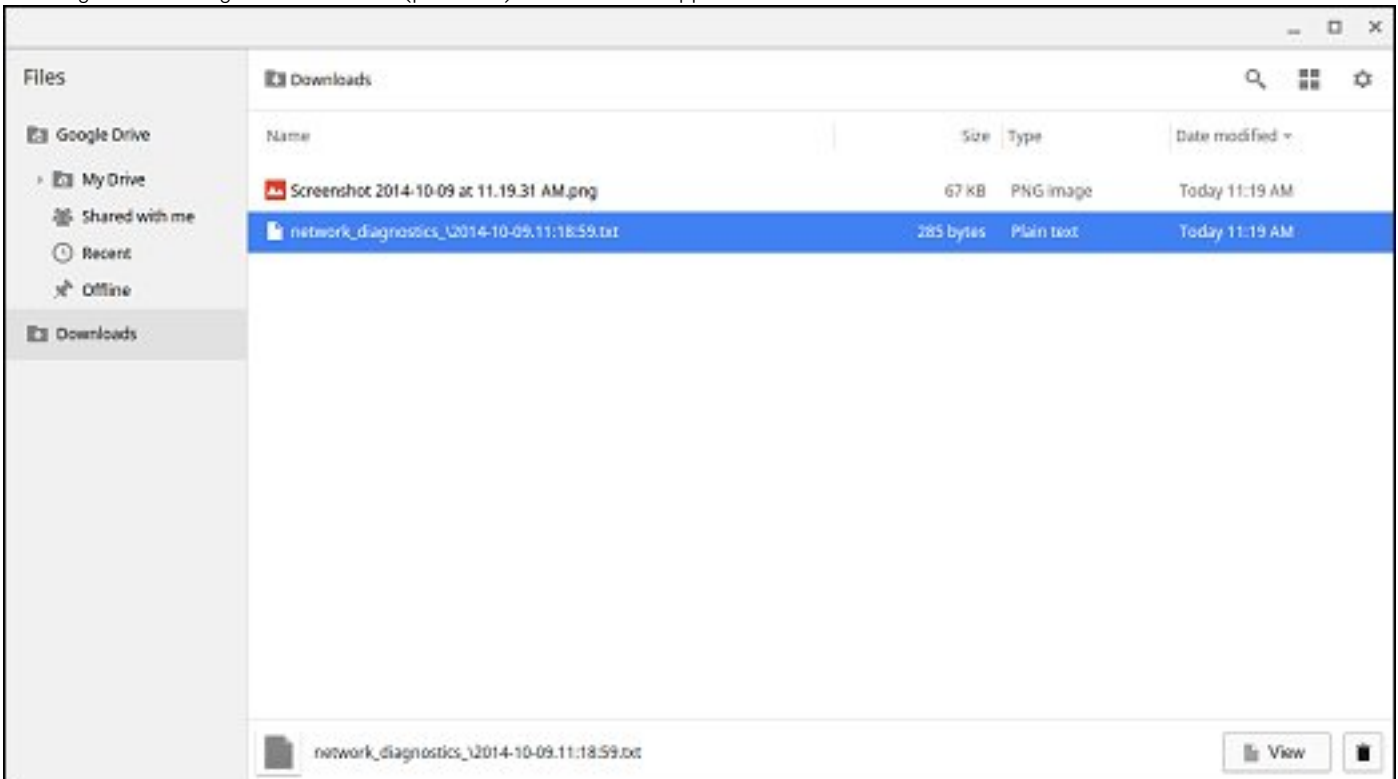 Files
Downloads
Google Drive
Name Size Type Date modified
My Drive
Screenshot 2014-10-09 at 11.19.31 AM.png 67 KB PNG image Today 11:19 AM
Shared with me
network_diagnostics_\2014-10-09.11:18:59.txt 285 bytes Plain text Today 11:19 AM
Recent
Offline
Downloads
network_diagnostics_\2014-10-09.11:18:59.txt View